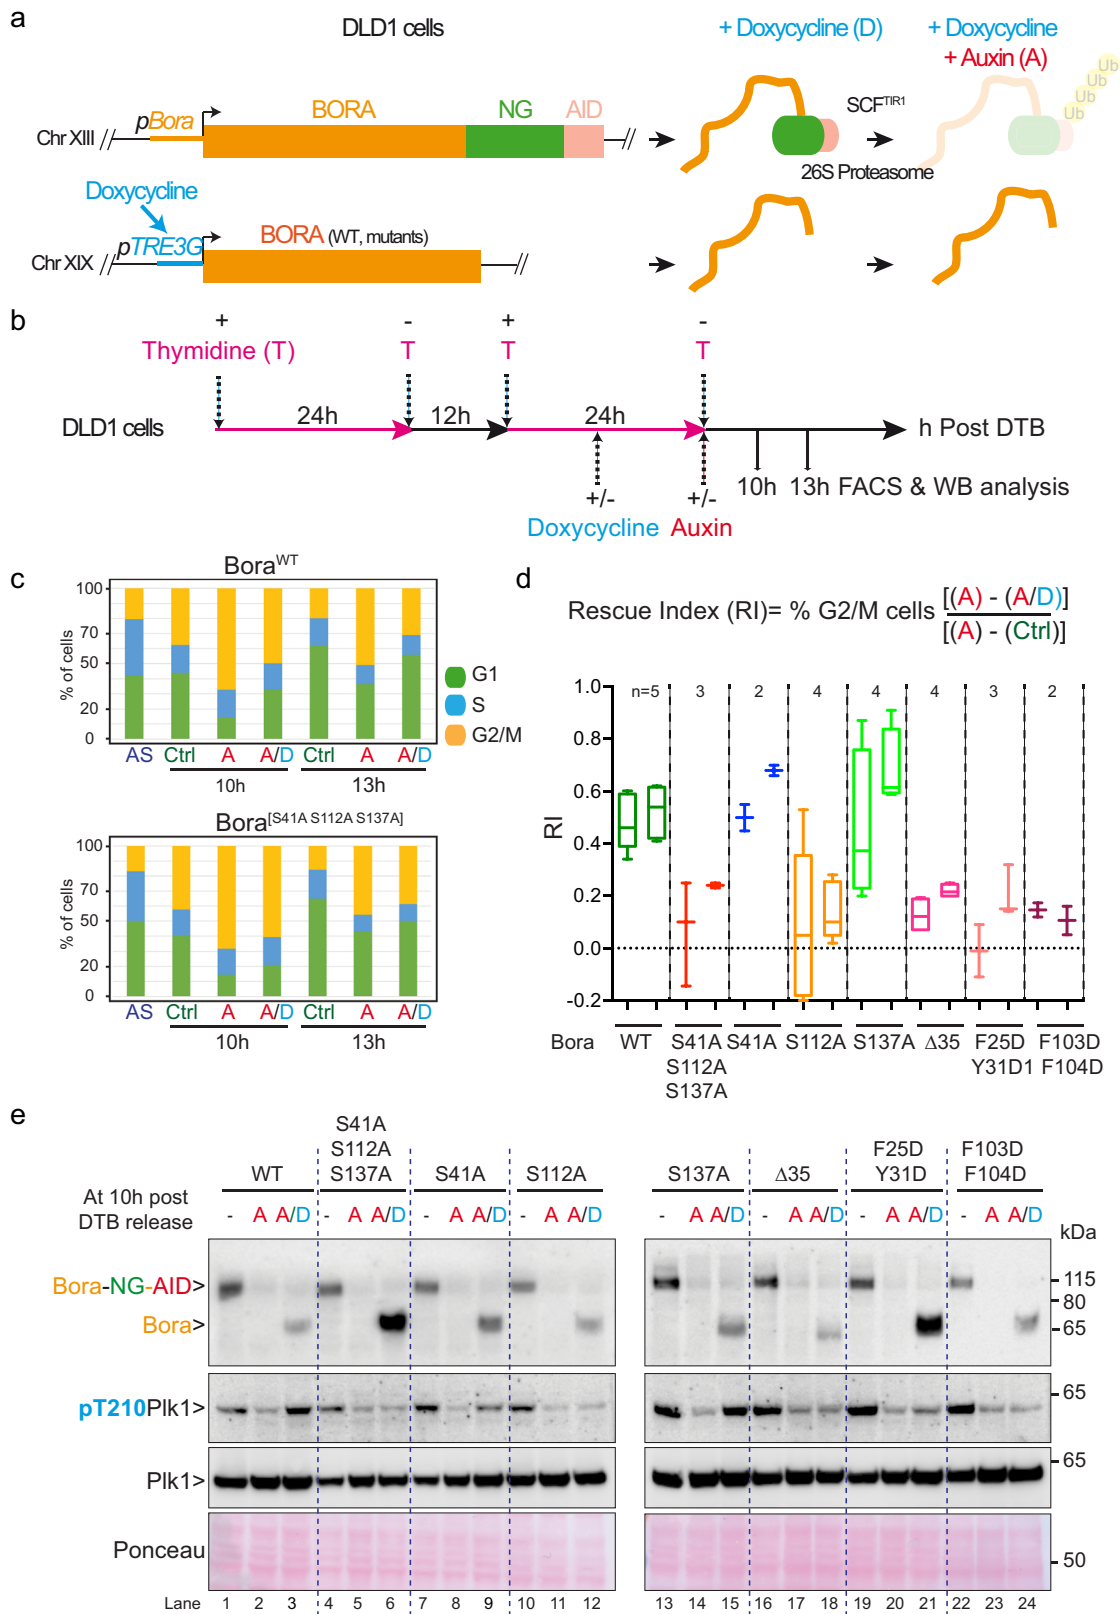 a
DLD1 cells
+ Doxycycline (D)
+ Doxycycline
+ Auxin (A)
pBora
BORA
NG
AID
SCF^TIR1
Ub
Ub
Ub
Ub
Chr XIII
26S Proteasome
Doxycycline
pTRE3G
BORA (WT, mutants)
Chr XIX
b
+ - + -
Thymidine (T) T T T
24h 12h 24h
DLD1 cells
h Post DTB
10h 13h FACS & WB analysis
+/- +/-
Doxycycline Auxin
c
Bora^WT
% of cells
100
70
50
20
0
AS Ctrl A A/D Ctrl A A/D
10h 13h
G1
S
G2/M
Bora^[S41A S112A S137A]
% of cells
100
70
50
20
0
AS Ctrl A A/D Ctrl A A/D
10h 13h
d
Rescue Index (RI)= % G2/M cells [(A) - (A/D)]
[(A) - (Ctrl)]
n=5 3 2 4 4 4 3 2
RI
1.0
0.8
0.6
0.4
0.2
0.0
-0.2
Bora WT S41A S41A S112A S137A Δ35 F25D F103D
S112A Y31D1 F104D
S137A
e
S41A
S112A F25D F103D
WT S137A S41A S112A S137A Δ35 Y31D F104D
At 10h post
DTB release
- A A/D - A A/D - A A/D - A A/D - A A/D - A A/D - A A/D - A A/D
kDa
Bora-NG-AID>
115
80
Bora>
65
pT210Plk1>
65
Plk1>
65
Ponceau
50
Lane 1 2 3 4 5 6 7 8 9 10 11 12 13 14 15 16 17 18 19 20 21 22 23 24